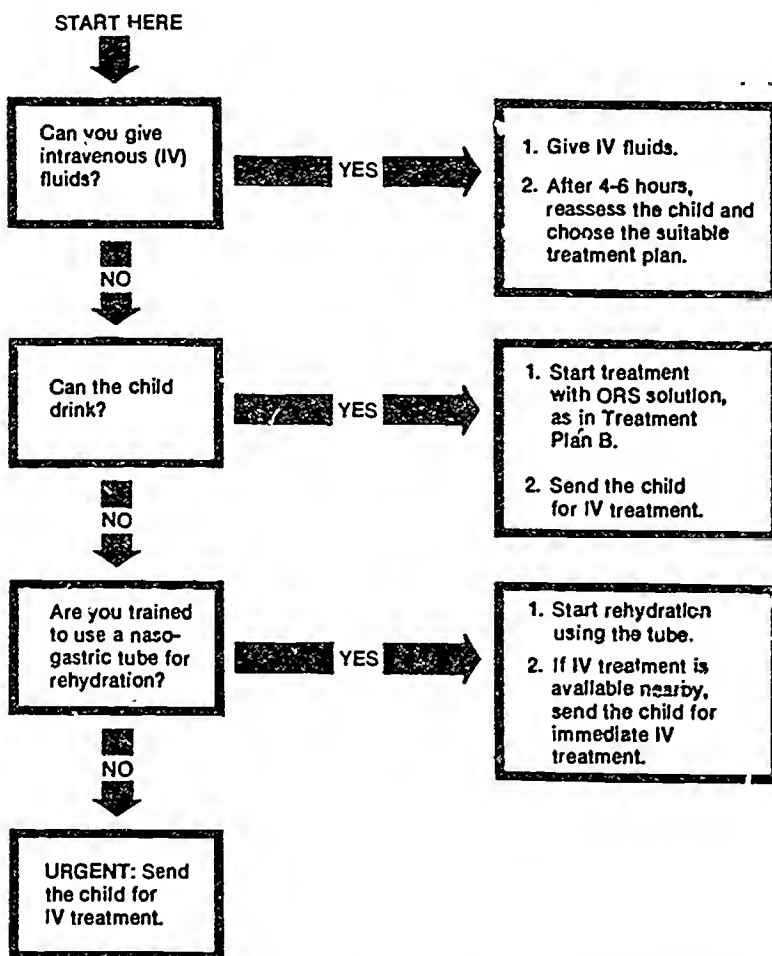 START HERE
Can you give
intravenous (IV)
fluids?
YES
1. Give IV fluids.
2. After 4-6 hours,
reassess the child and
choose the suitable
treatment plan.
NO
Can the child
drink?
YES
1. Start treatment
with ORS solution,
as in Treatment
Plan B.
2. Send the child
for IV treatment.
NO
Are you trained
to use a naso-
gastric tube for
rehydration?
YES
1. Start rehydration
using the tube.
2. If IV treatment is
available nearby,
send the child for
immediate IV
treatment.
NO
URGENT: Send
the child for
IV treatment.